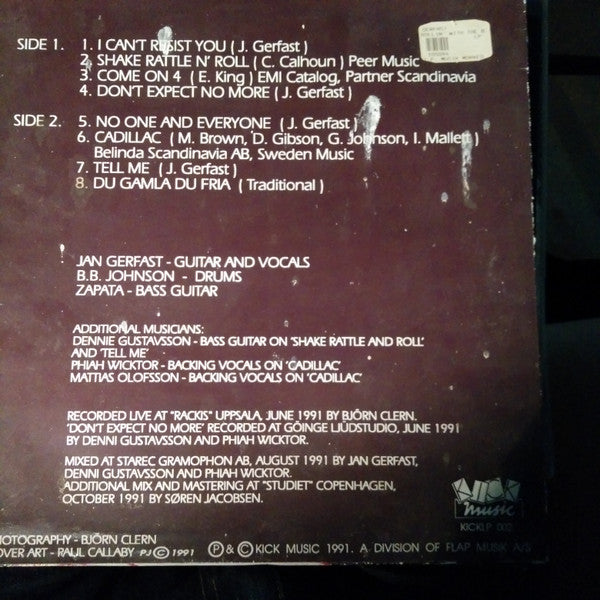 SIDE 1. 1. I CAN'T RESIST YOU ( J. Gerfast )
2. SHAKE RATTLE N' ROLL ( C. Calhoun ) Peer Music
3. COME ON 4 ( E. King ) EMI Catalog, Partner Scandinavia
4. DON'T EXPECT NO MORE ( J. Gerfast )
SIDE 2. 5. NO ONE AND EVERYONE ( J. Gerfast )
6. CADILLAC ( M. Brown, D. Gibson, G. Johnson, I. Mallett )
Belinda Scandinavia AB, Sweden Music
7. TELL ME ( J. Gerfast )
8. DU GAMLA DU FRIA ( Traditional )
JAN GERFAST - GUITAR AND VOCALS
B.B. JOHNSON - DRUMS
ZAPATA - BASS GUITAR
ADDITIONAL MUSICIANS:
DENNIE GUSTAVSSON - BASS GUITAR ON 'SHAKE RATTLE AND ROLL'
AND 'TELL ME'
PHIAH WICKTOR - BACKING VOCALS ON 'CADILLAC'
MATTIAS OLOFSSON - BACKING VOCALS ON 'CADILLAC'
RECORDED LIVE AT "RACKIS" UPPSALA, JUNE 1991 BY BJÖRN CLERN.
'DON'T EXPECT NO MORE' RECORDED AT GÖINGE LJÜDSTUDIO, JUNE 1991
BY DENNI GUSTAVSSON AND PHIAH WICKTOR.
MIXED AT STAREC GRAMOPHON AB, AUGUST 1991 BY JAN GERFAST,
DENNI GUSTAVSSON AND PHIAH WICKTOR.
ADDITIONAL MIX AND MASTERING AT "STUDIET" COPENHAGEN,
OCTOBER 1991 BY SØREN JACOBSEN.
KICK
music
KICKLP 002
HOTOGRAPHY - BJÖRN CLERN
OVER ART - PAUL CALLABY PJ © 1991 ℗ & © KICK MUSIC 1991. A DIVISION OF FLAP MUSIK A/S